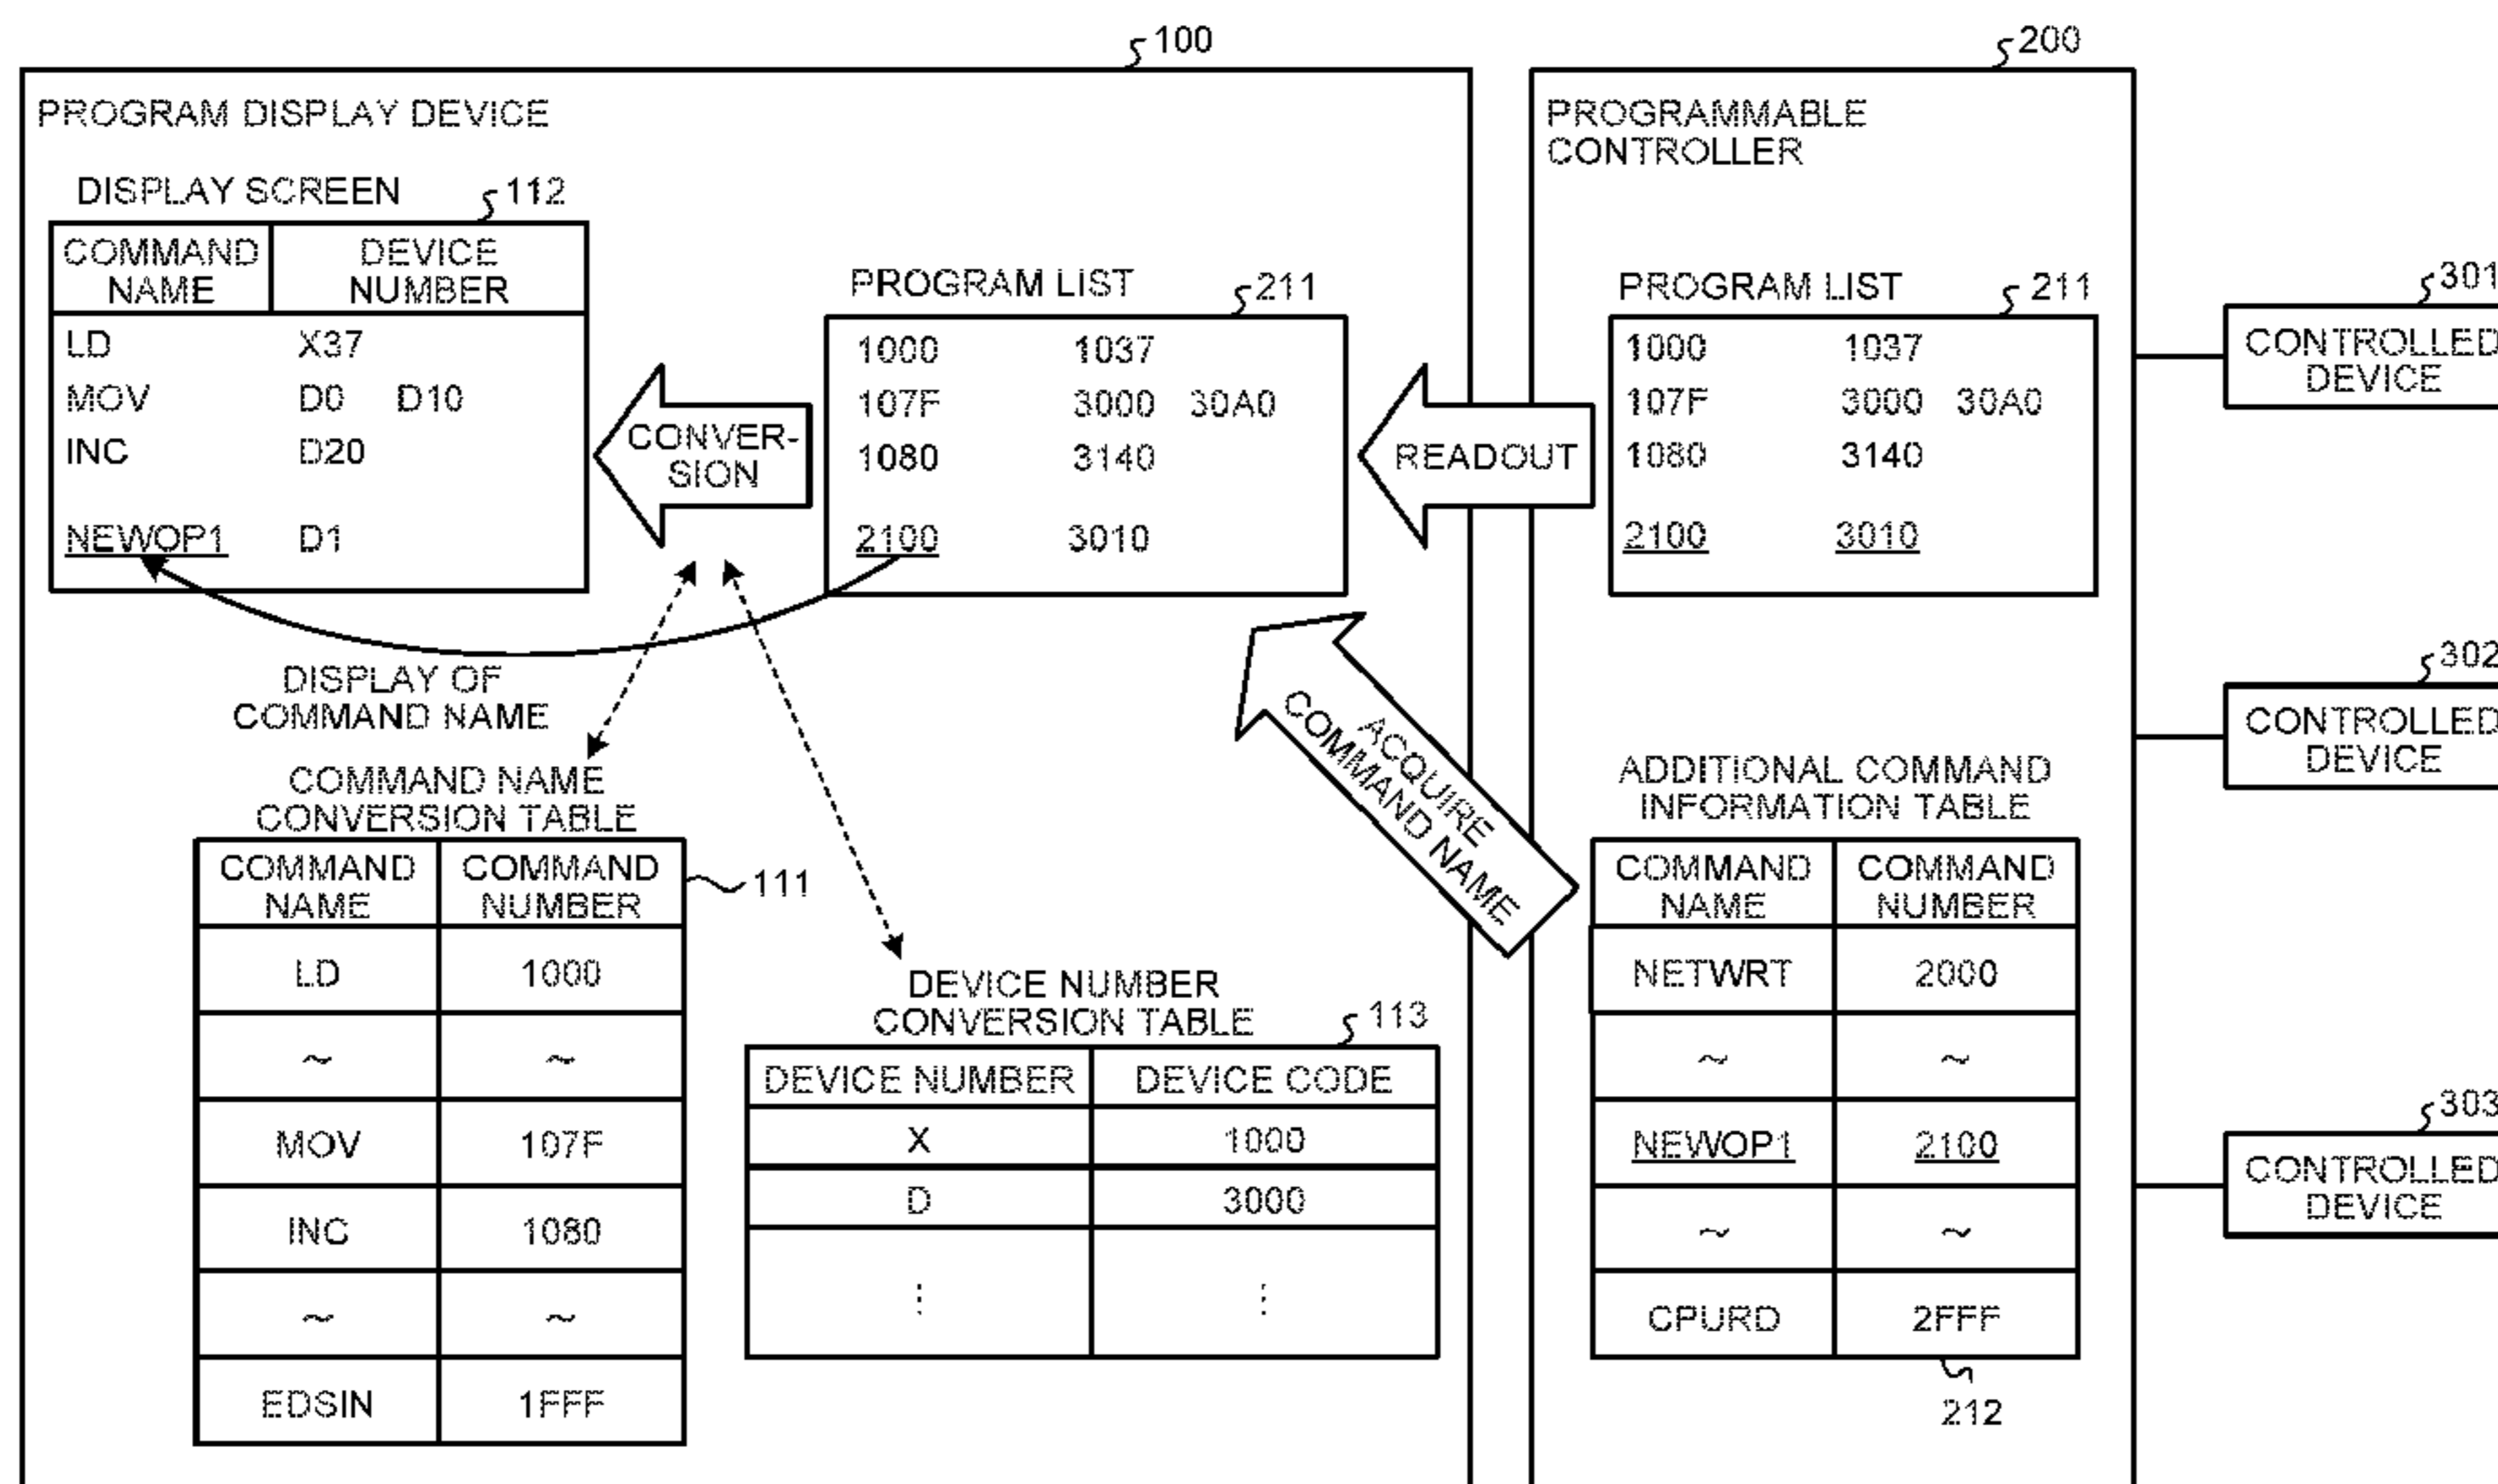 100
PROGRAM DISPLAY DEVICE
DISPLAY SCREEN
112
COMMAND NAME DEVICE NUMBER
LD X37
MOV D0 D10
INC D20
NEWOP1 D1
CONVER-
SION
PROGRAM LIST
211
1000 1037
107F 3000 30A0
1080 3140
2100 3010
READOUT
DISPLAY OF
COMMAND NAME
COMMAND NAME
CONVERSION TABLE
111
COMMAND NAME COMMAND NUMBER
LD 1000
~ ~
MOV 107F
INC 1080
~ ~
EDSIN 1FFF
DEVICE NUMBER
CONVERSION TABLE
113
DEVICE NUMBER DEVICE CODE
X 1000
D 3000
⋮ ⋮
ACQUIRE
COMMAND NAME
200
PROGRAMMABLE
CONTROLLER
PROGRAM LIST
211
1000 1037
107F 3000 30A0
1080 3140
2100 3010
ADDITIONAL COMMAND
INFORMATION TABLE
COMMAND NAME COMMAND NUMBER
NETWRT 2000
~ ~
NEWOP1 2100
~ ~
CPURD 2FFF
212
301
CONTROLLED
DEVICE
302
CONTROLLED
DEVICE
303
CONTROLLED
DEVICE